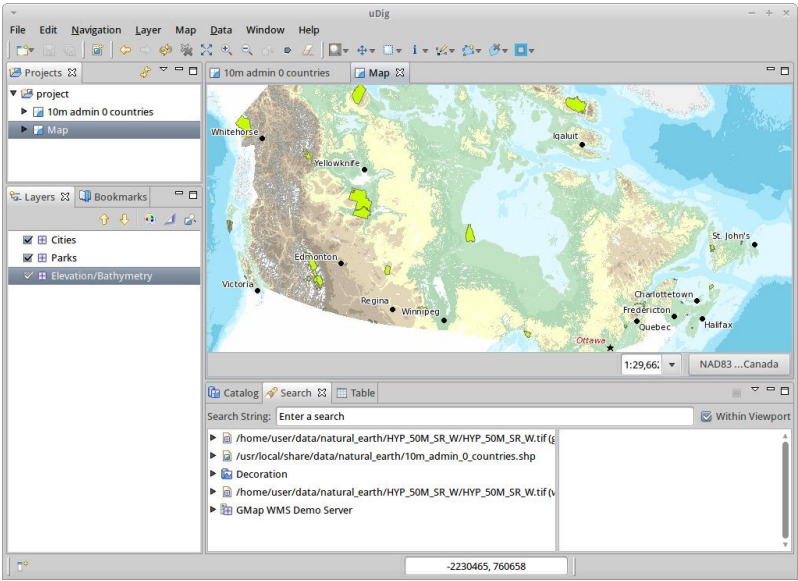 uDig
File Edit Navigation Layer Map Data Window Help
Projects
10m admin 0 countries
Map
project
10m admin 0 countries
Map
Layers
Bookmarks
Cities
Parks
Elevation/Bathymetry
Whitehorse
Yellowknife
Iqaluit
St. John's
Edmonton
Victoria
Regina
Winnipeg
Charlottetown
Fredericton
Quebec
Halifax
Ottawa
1:29,66
NAD83 ...Canada
Catalog
Search
Table
Search String:
Enter a search
Within Viewport
/home/user/data/natural_earth/HYP_50M_SR_W/HYP_50M_SR_W.tif (g
/usr/local/share/data/natural_earth/10m_admin_0_countries.shp
Decoration
/home/user/data/natural_earth/HYP_50M_SR_W/HYP_50M_SR_W.tif (v
GMap WMS Demo Server
-2230465, 760658